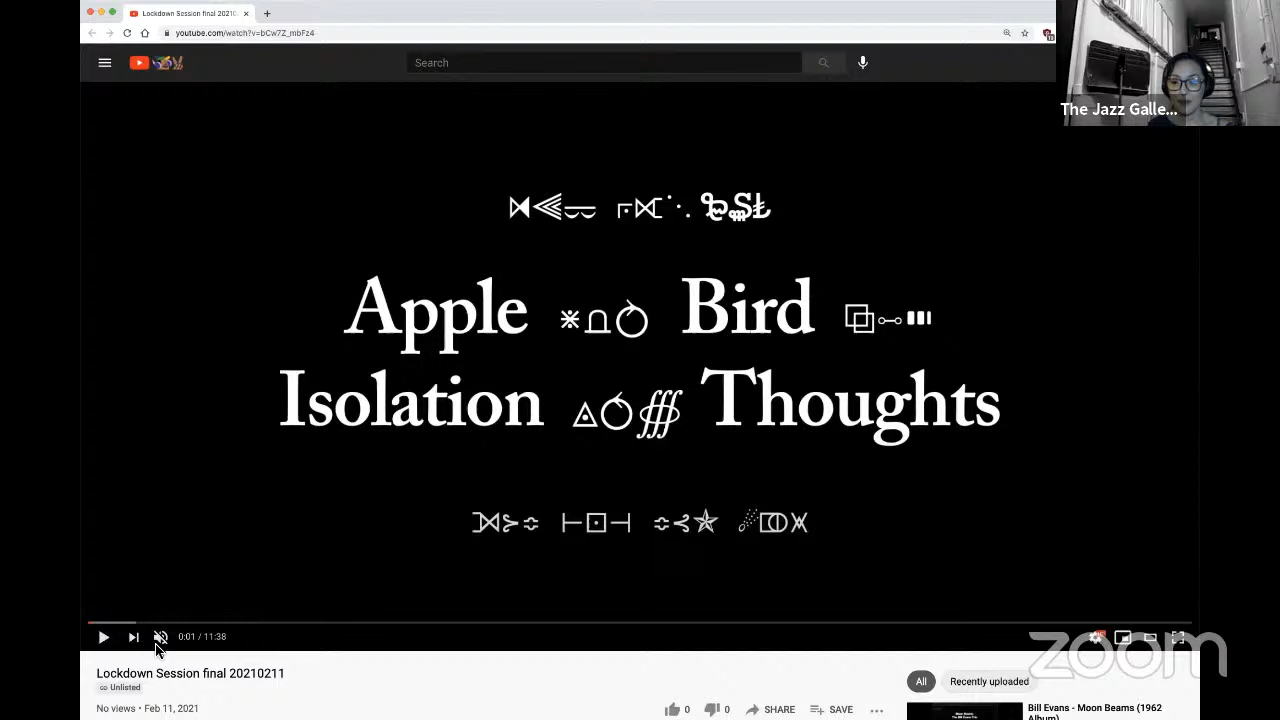 Lockdown Session final 20210
youtube.com/watch?v=bCw7Z_mbFz4
Search
The Jazz Galle...
Apple Bird
Isolation Thoughts
0:01 / 11:38
zoom
Lockdown Session final 20210211
Unlisted
No views • Feb 11, 2021
0 0 SHARE SAVE
All Recently uploaded
Bill Evans - Moon Beams (1962
Album)